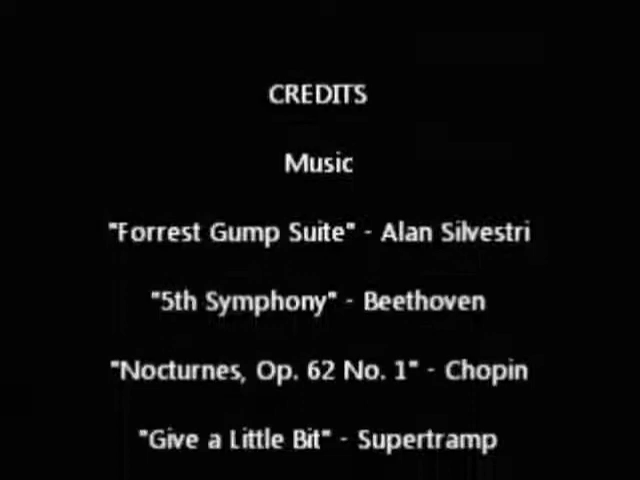 CREDITS
Music
"Forrest Gump Suite" - Alan Silvestri
"5th Symphony" - Beethoven
"Nocturnes, Op. 62 No. 1" - Chopin
"Give a Little Bit" - Supertramp